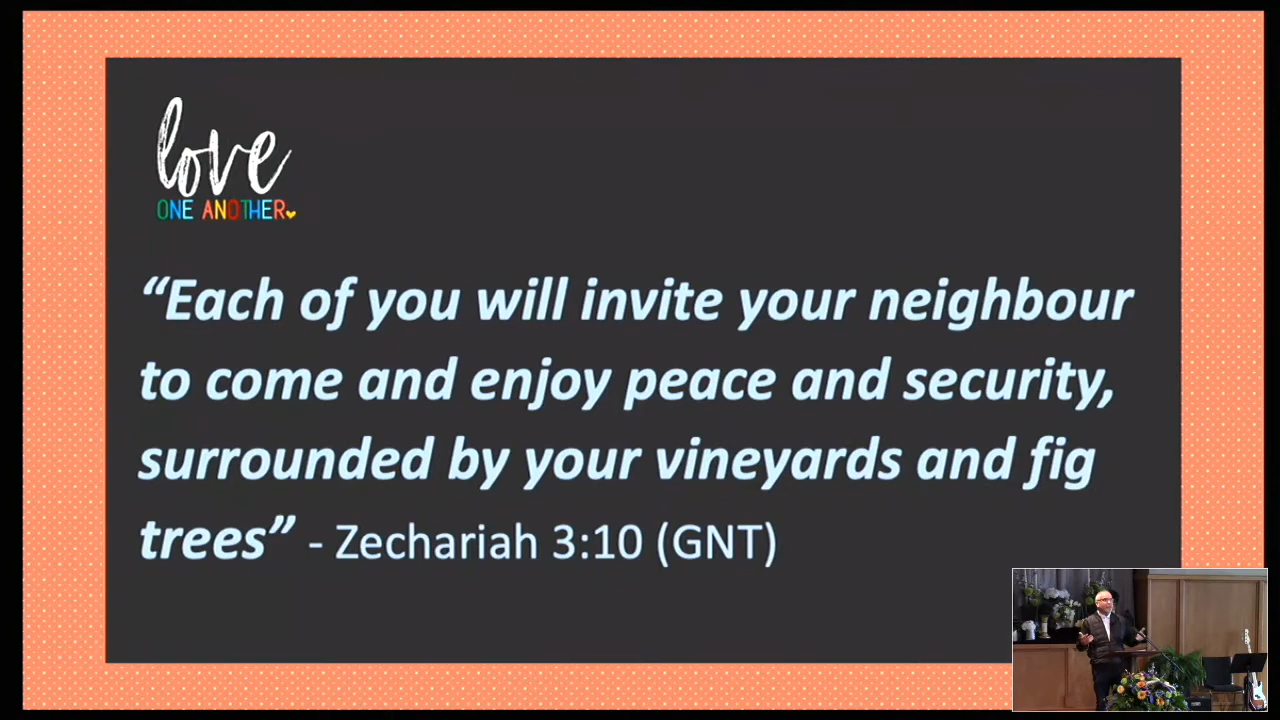 love
ONE ANOTHER
“Each of you will invite your neighbour
to come and enjoy peace and security,
surrounded by your vineyards and fig
trees” - Zechariah 3:10 (GNT)